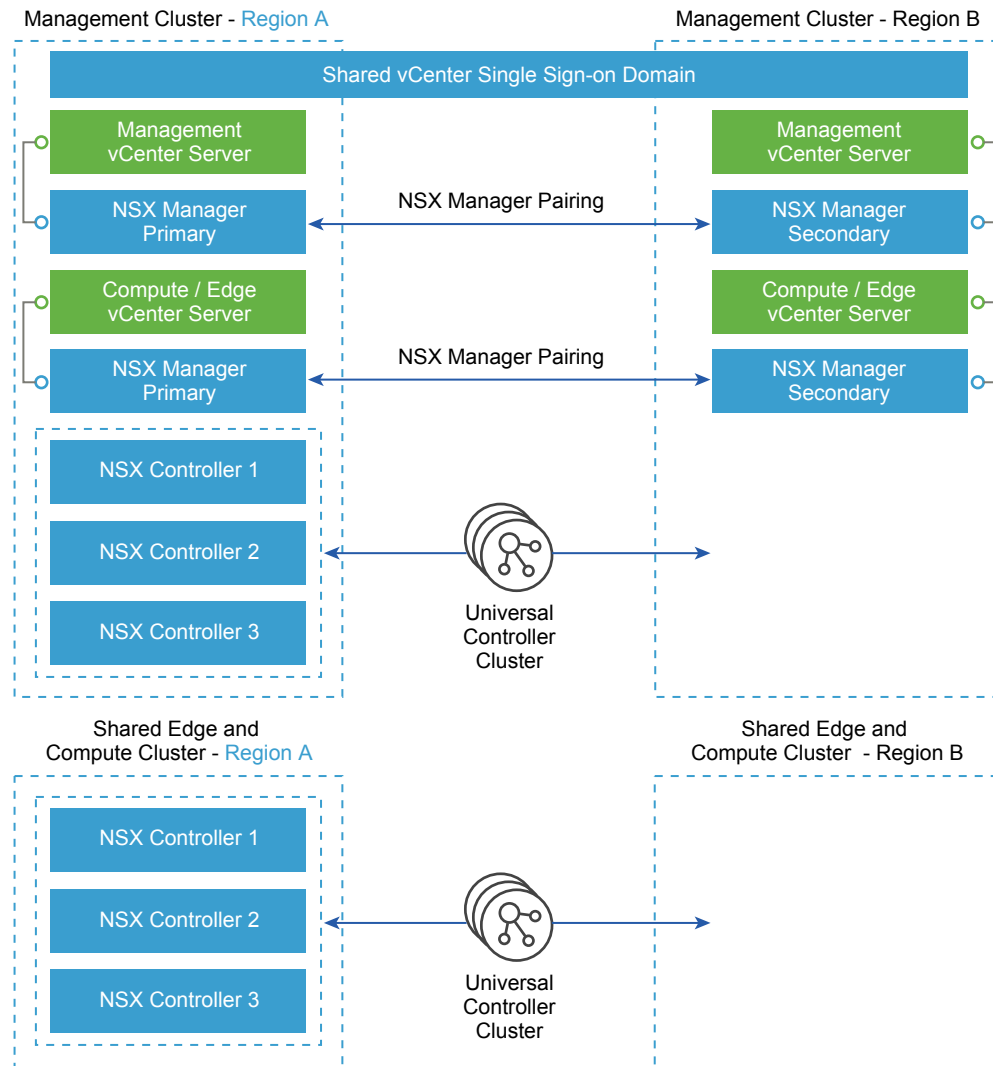 Management Cluster - Region A
Management Cluster - Region B
Shared vCenter Single Sign-on Domain
Management
vCenter Server
Management
vCenter Server
NSX Manager
Primary
NSX Manager Pairing
NSX Manager
Secondary
Compute / Edge
vCenter Server
Compute / Edge
vCenter Server
NSX Manager
Primary
NSX Manager Pairing
NSX Manager
Secondary
NSX Controller 1
NSX Controller 2
NSX Controller 3
Universal
Controller
Cluster
Shared Edge and
Compute Cluster - Region A
Shared Edge and
Compute Cluster - Region B
NSX Controller 1
NSX Controller 2
NSX Controller 3
Universal
Controller
Cluster